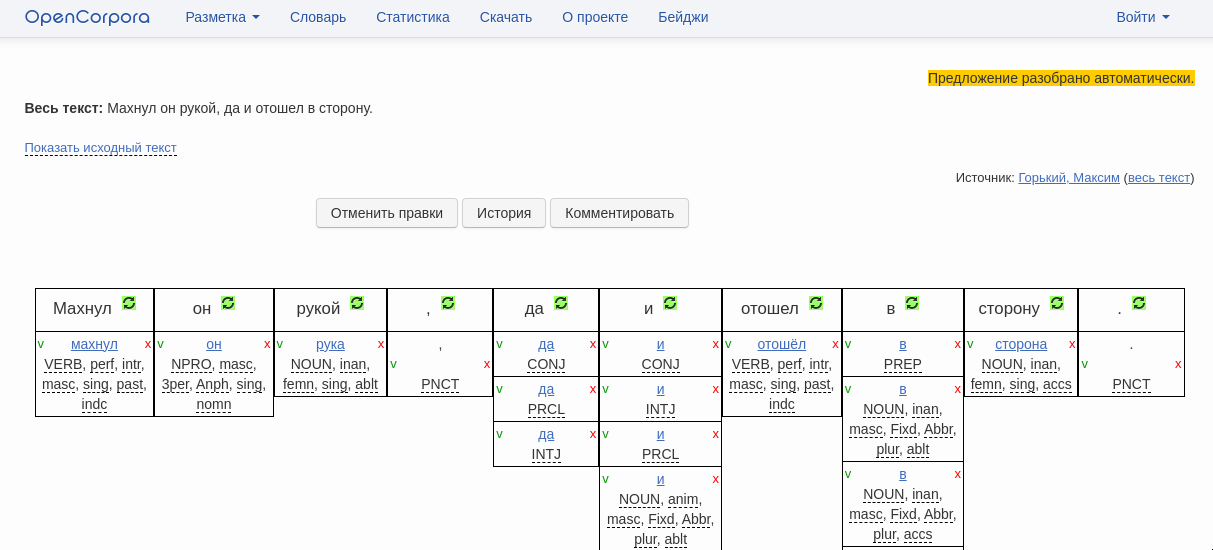 OpenCorpora Разметка Словарь Статистика Скачать О проекте Бейджи Войти
Предложение разобрано автоматически.
Весь текст: Махнул он рукой, да и отошел в сторону.
Показать исходный текст
Источник: Горький, Максим (весь текст)
Отменить правки История Комментировать
Махнул он рукой , да и отошел в сторону .
v махнул x
VERB, perf, intr,
masc, sing, past,
indc
v он x
NPRO, masc,
3per, Anph, sing,
nomn
v рука x
NOUN, inan,
femn, sing, ablt
,
v x
PNCT
v да x
CONJ
v да x
PRCL
v да x
INTJ
v и x
CONJ
v и x
INTJ
v и x
PRCL
v и x
NOUN, anim,
masc, Fixd, Abbr,
plur, ablt
v отошёл x
VERB, perf, intr,
masc, sing, past,
indc
v в x
PREP
v в x
NOUN, inan,
masc, Fixd, Abbr,
plur, ablt
v в x
NOUN, inan,
masc, Fixd, Abbr,
plur, accs
v сторона x
NOUN, inan,
femn, sing, accs
.
v x
PNCT